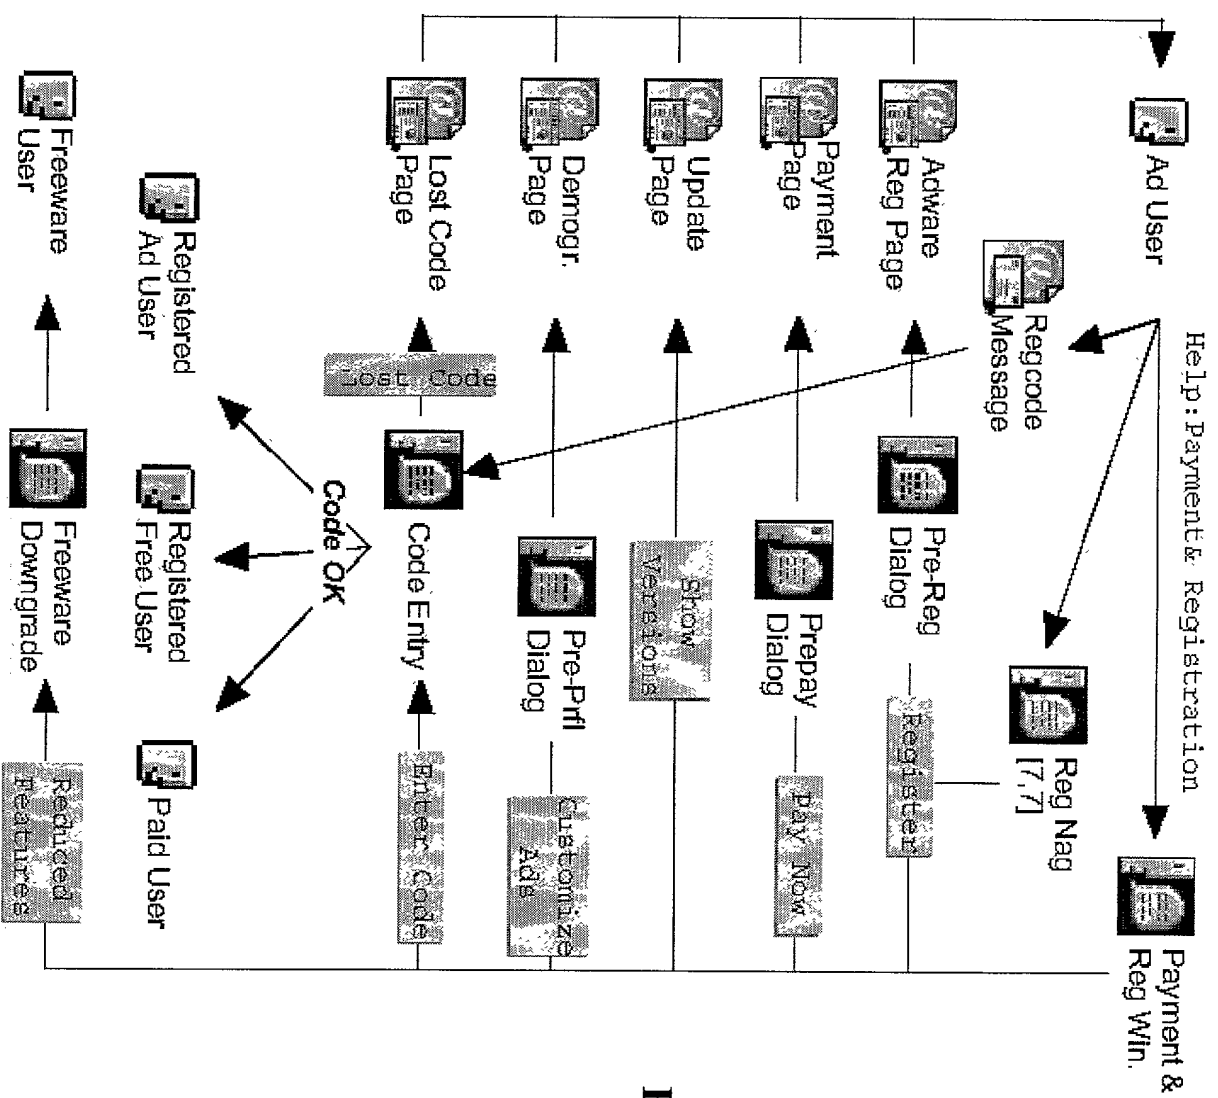 Ad User
Help:Payment& Registration
Payment &
Reg Win.
Regcode
Message
Reg Nag
[7,7]
Adware
Reg Page
Pre-Reg
Dialog
Register
Payment
Page
Prepay
Dialog
Pay Now
Update
Page
Show
Versions
Demogr.
Page
Pre-Prfl
Dialog
Customize
Ads
Lost Code
Page
Lost Code
Code Entry
Enter Code
Code OK
Registered
Ad User
Registered
Free User
Paid User
Freeware
User
Freeware
Downgrade
Reduced
Features